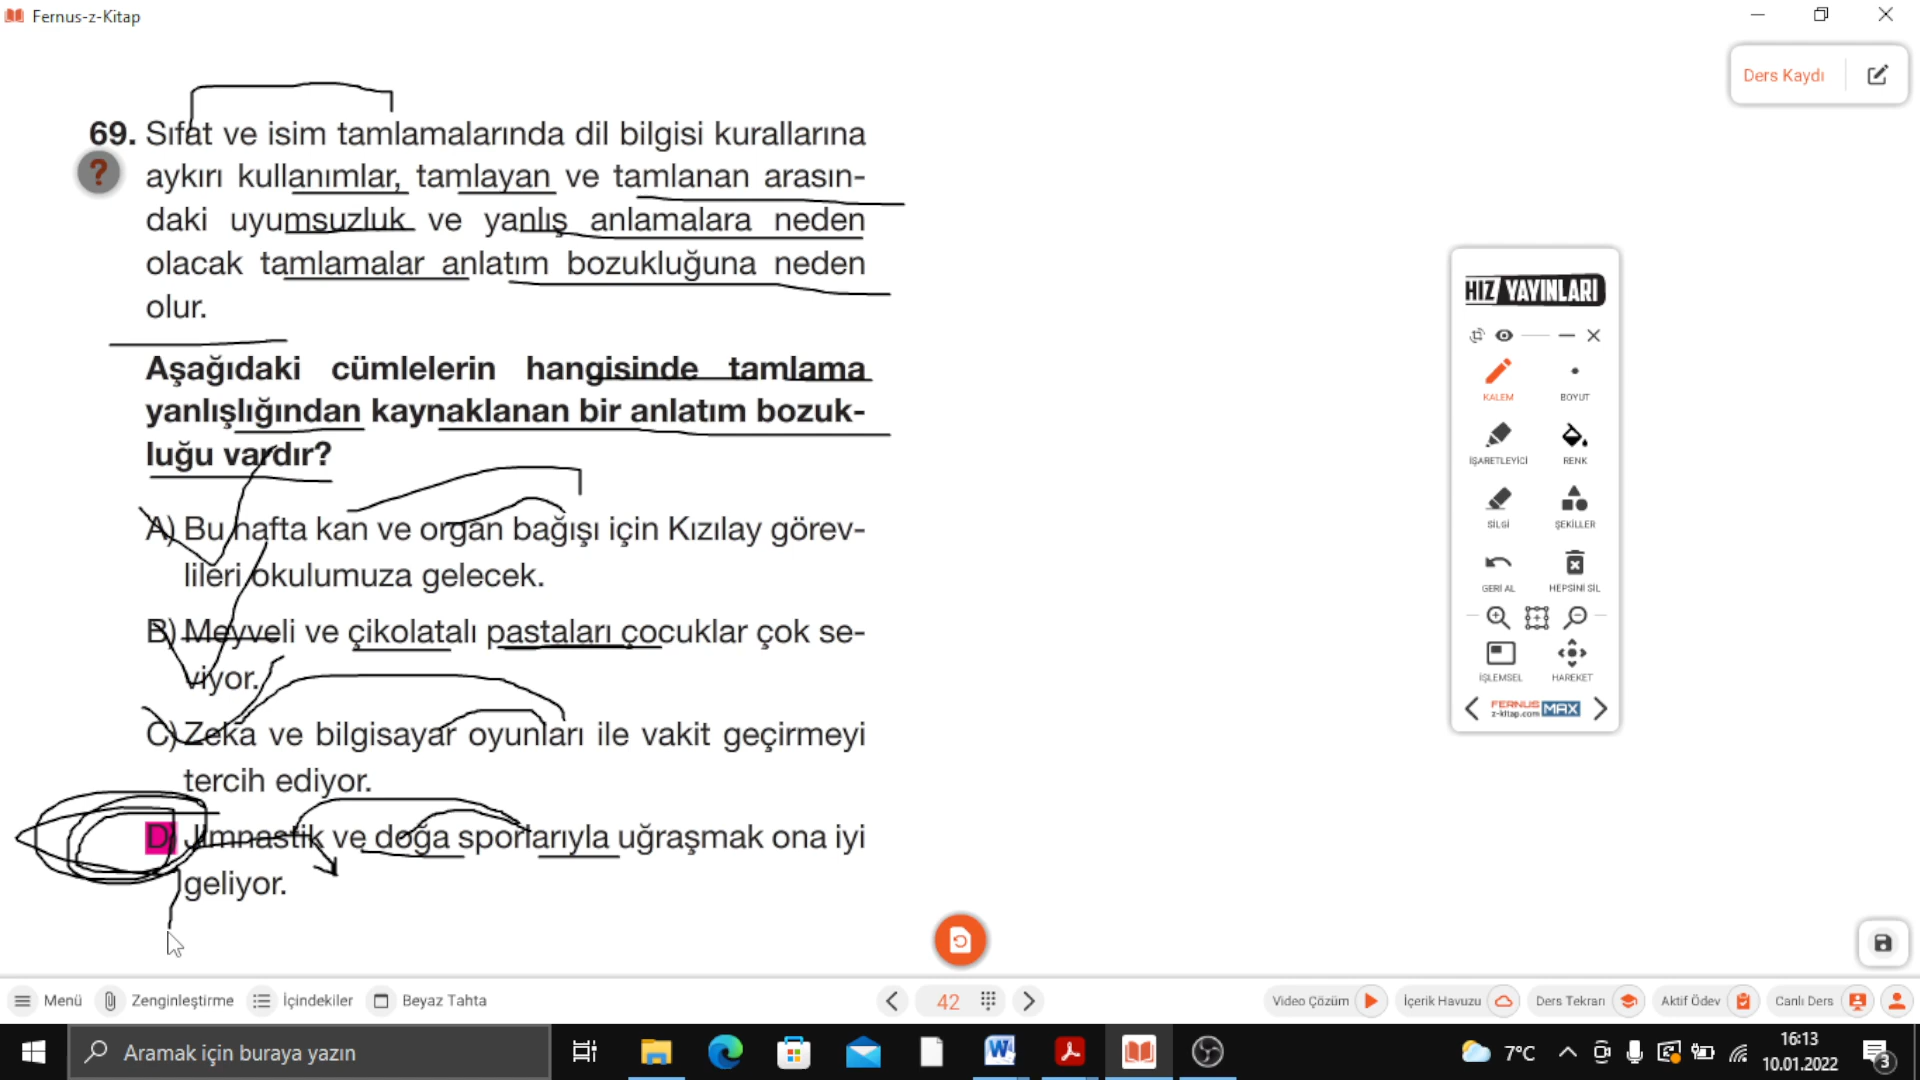 Fernus-z-Kitap
Ders Kaydı
69. Sıfat ve isim tamlamalarında dil bilgisi kurallarına
? aykırı kullanımlar, tamlayan ve tamlanan arasın-
daki uyumsuzluk ve yanlış anlamalara neden
olacak tamlamalar anlatım bozukluğuna neden
olur.
Aşağıdaki cümlelerin hangisinde tamlama
yanlışlığından kaynaklanan bir anlatım bozuk-
luğu vardır?
A) Bu hafta kan ve organ bağışı için Kızılay görev-
lileri okulumuza gelecek.
B) Meyveli ve çikolatalı pastaları çocuklar çok se-
viyor.
C) Zeka ve bilgisayar oyunları ile vakit geçirmeyi
tercih ediyor.
D) Jimnastik ve doğa sporlarıyla uğraşmak ona iyi
geliyor.
HIZ YAYINLARI
KALEM BOYUT
İŞARETLEYİCİ RENK
SİLGİ ŞEKİLLER
GERİ AL HEPSİNİ SİL
İŞLEMSEL HAREKET
FERNUS
z-kitap.com MAX
Menü Zenginleştirme İçindekiler Beyaz Tahta 42 Video Çözüm İçerik Havuzu Ders Tekrarı Aktif Ödev Canlı Ders
Aramak için buraya yazın 7°C 16:13
10.01.2022 3